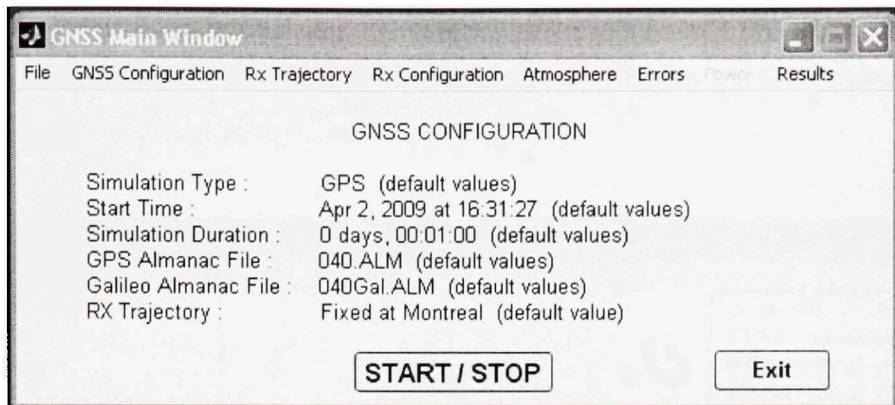 GNSS Main Window
File GNSS Configuration Rx Trajectory Rx Configuration Atmosphere Errors Power Results
GNSS CONFIGURATION
Simulation Type : GPS (default values)
Start Time : Apr 2, 2009 at 16:31:27 (default values)
Simulation Duration : 0 days, 00:01:00 (default values)
GPS Almanac File : 040.ALM (default values)
Galileo Almanac File : 040Gal.ALM (default values)
RX Trajectory : Fixed at Montreal (default value)
START / STOP Exit